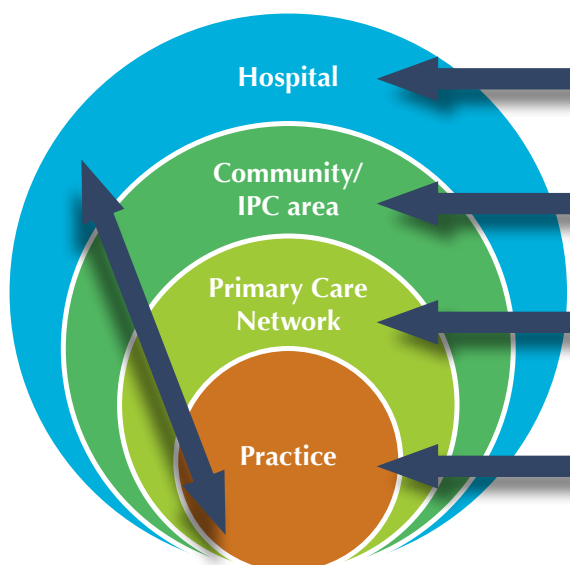 Hospital
Community/
IPC area
Primary Care
Network
Practice